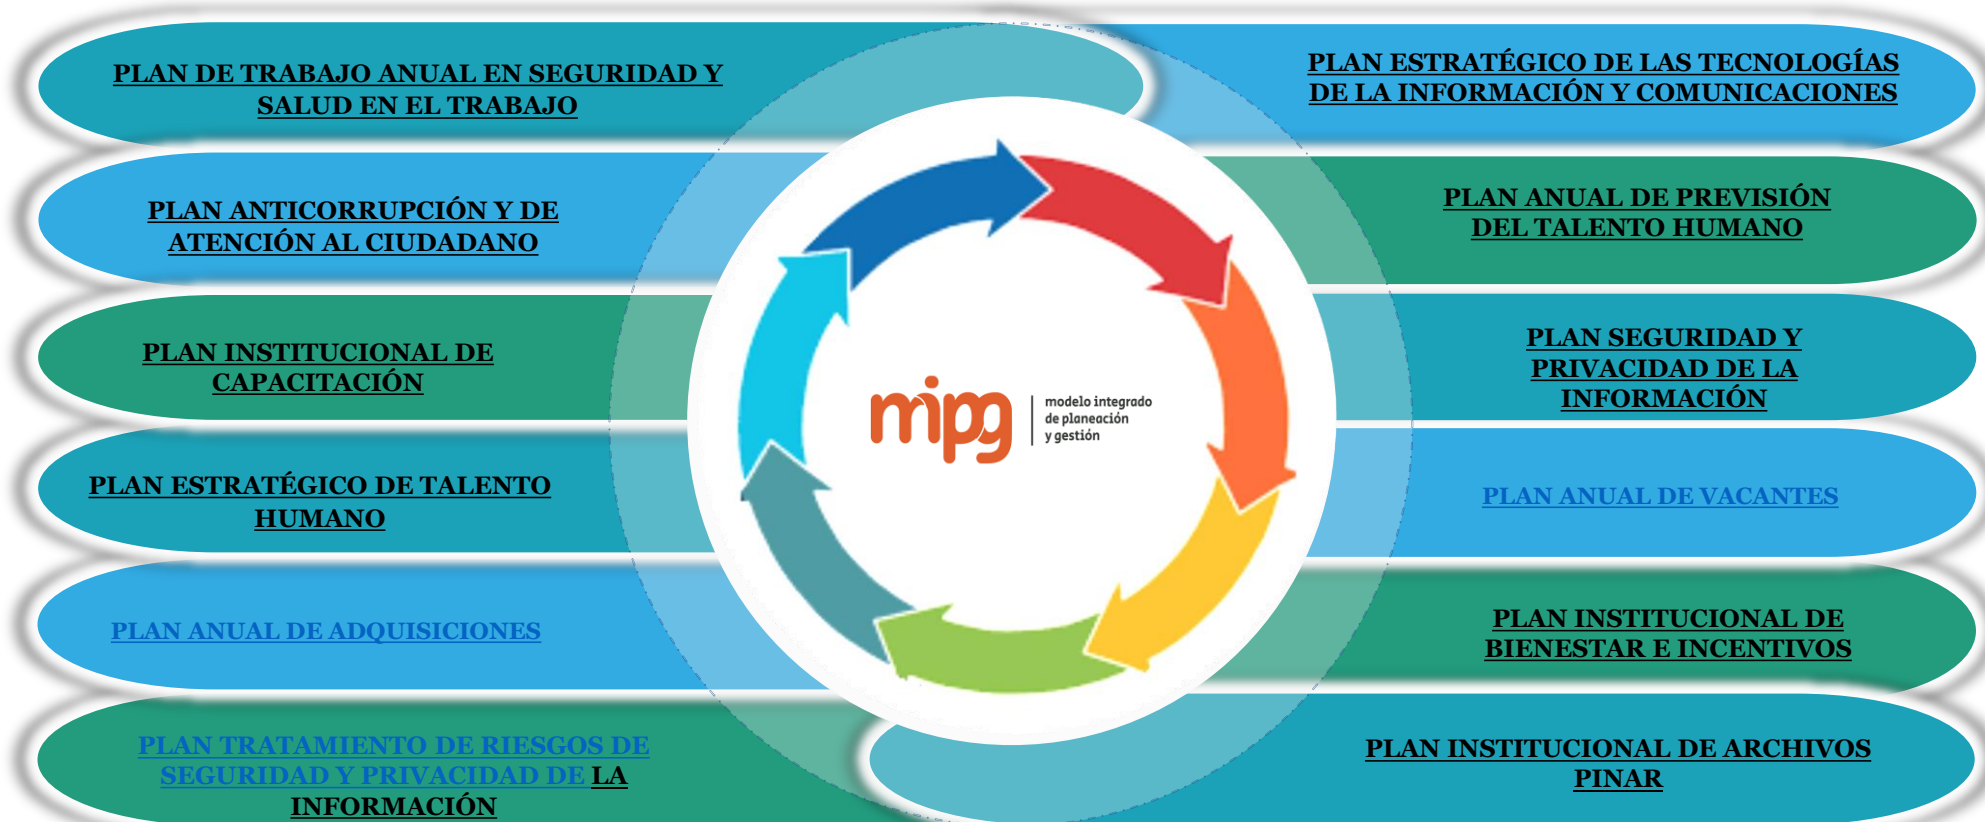 PLAN DE TRABAJO ANUAL EN SEGURIDAD Y
SALUD EN EL TRABAJO
PLAN ANTICORRUPCIÓN Y DE
ATENCIÓN AL CIUDADANO
PLAN INSTITUCIONAL DE
CAPACITACIÓN
PLAN ESTRATÉGICO DE TALENTO
HUMANO
PLAN ANUAL DE ADQUISICIONES
PLAN TRATAMIENTO DE RIESGOS DE
SEGURIDAD Y PRIVACIDAD DE LA
INFORMACIÓN
mipg
modelo integrado
de planeación
y gestión
PLAN ESTRATÉGICO DE LAS TECNOLOGÍAS
DE LA INFORMACIÓN Y COMUNICACIONES
PLAN ANUAL DE PREVISIÓN
DEL TALENTO HUMANO
PLAN SEGURIDAD Y
PRIVACIDAD DE LA
INFORMACIÓN
PLAN ANUAL DE VACANTES
PLAN INSTITUCIONAL DE
BIENESTAR E INCENTIVOS
PLAN INSTITUCIONAL DE ARCHIVOS
PINAR